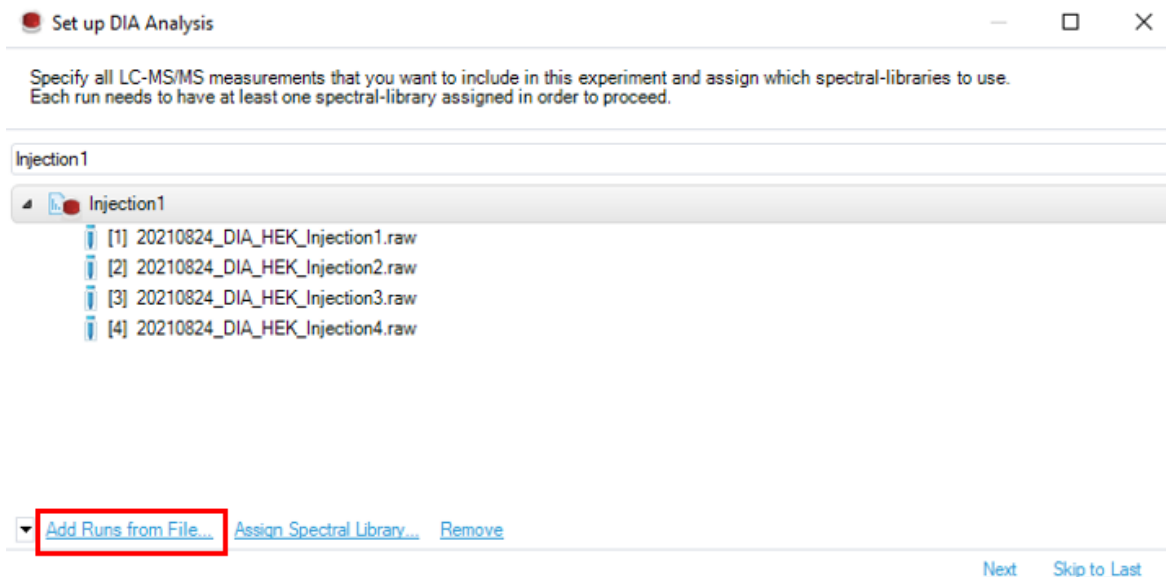 Set up DIA Analysis
Specify all LC-MS/MS measurements that you want to include in this experiment and assign which spectral-libraries to use.
Each run needs to have at least one spectral-library assigned in order to proceed.
Injection1
Injection1
[1] 20210824_DIA_HEK_Injection1.raw
[2] 20210824_DIA_HEK_Injection2.raw
[3] 20210824_DIA_HEK_Injection3.raw
[4] 20210824_DIA_HEK_Injection4.raw
Add Runs from File... Assign Spectral Library... Remove
Next Skip to Last